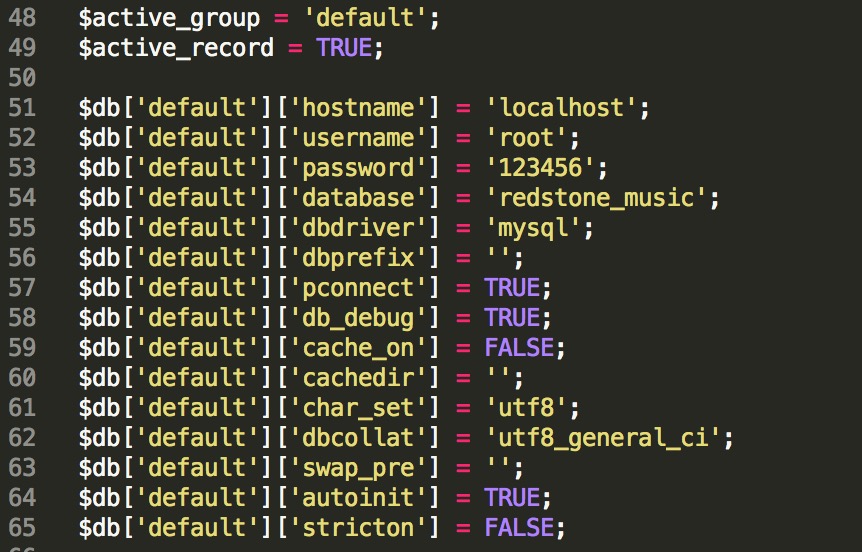 48 $active_group = 'default';
49 $active_record = TRUE;
50
51 $db['default']['hostname'] = 'localhost';
52 $db['default']['username'] = 'root';
53 $db['default']['password'] = '123456';
54 $db['default']['database'] = 'redstone_music';
55 $db['default']['dbdriver'] = 'mysql';
56 $db['default']['dbprefix'] = '';
57 $db['default']['pconnect'] = TRUE;
58 $db['default']['db_debug'] = TRUE;
59 $db['default']['cache_on'] = FALSE;
60 $db['default']['cachedir'] = '';
61 $db['default']['char_set'] = 'utf8';
62 $db['default']['dbcollat'] = 'utf8_general_ci';
63 $db['default']['swap_pre'] = '';
64 $db['default']['autoinit'] = TRUE;
65 $db['default']['stricton'] = FALSE;